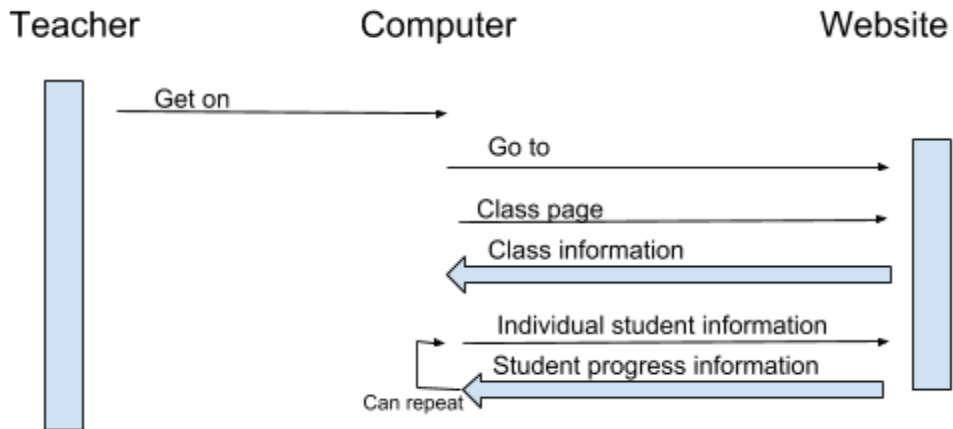 Teacher
Computer
Website
Get on
Go to
Class page
Class information
Individual student information
Student progress information
Can repeat